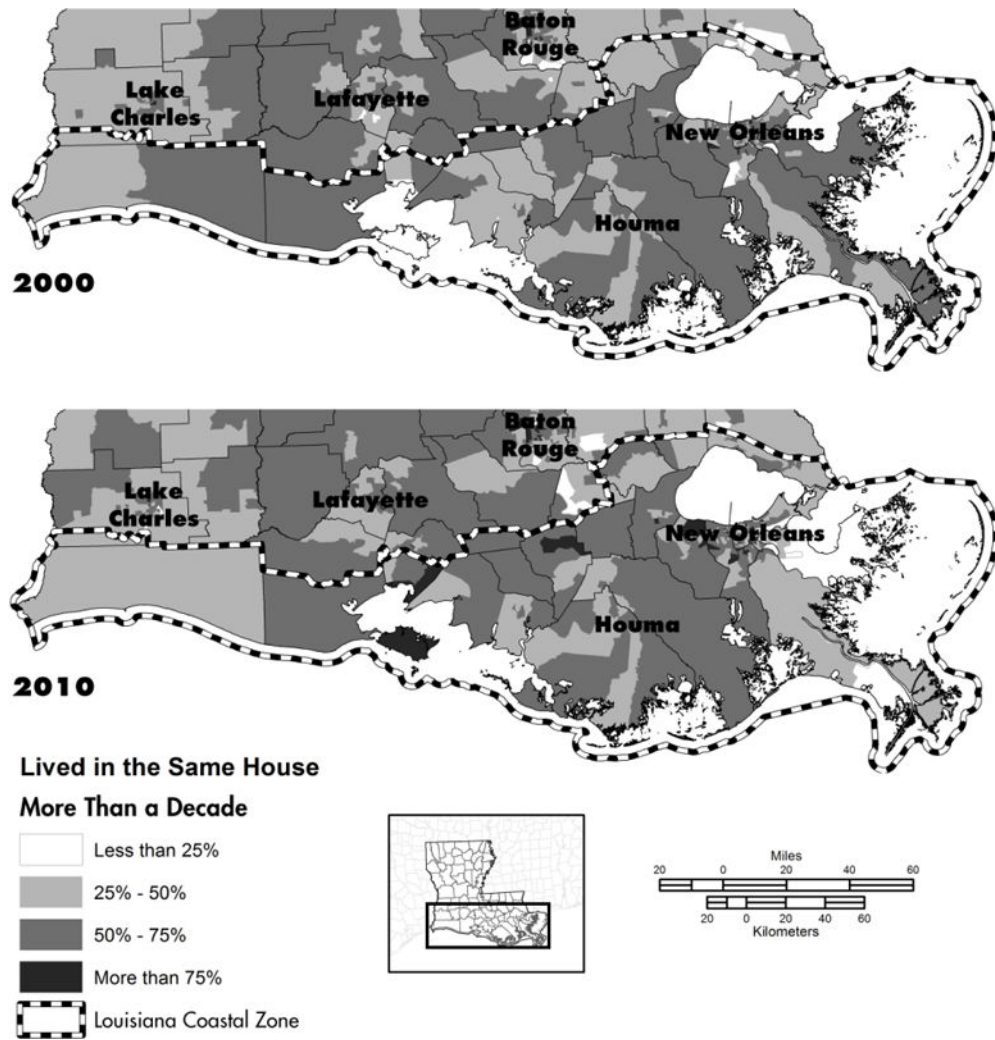 Baton
Rouge
Lake
Charles
Lafayette
New Orleans
Houma
2000
Baton
Rouge
Lake
Charles
Lafayette
New Orleans
Houma
2010
Lived in the Same House
More Than a Decade
Less than 25%
25% - 50%
50% - 75%
More than 75%
Louisiana Coastal Zone
Miles
20 0 20 40 60
20 0 20 40 60
Kilometers